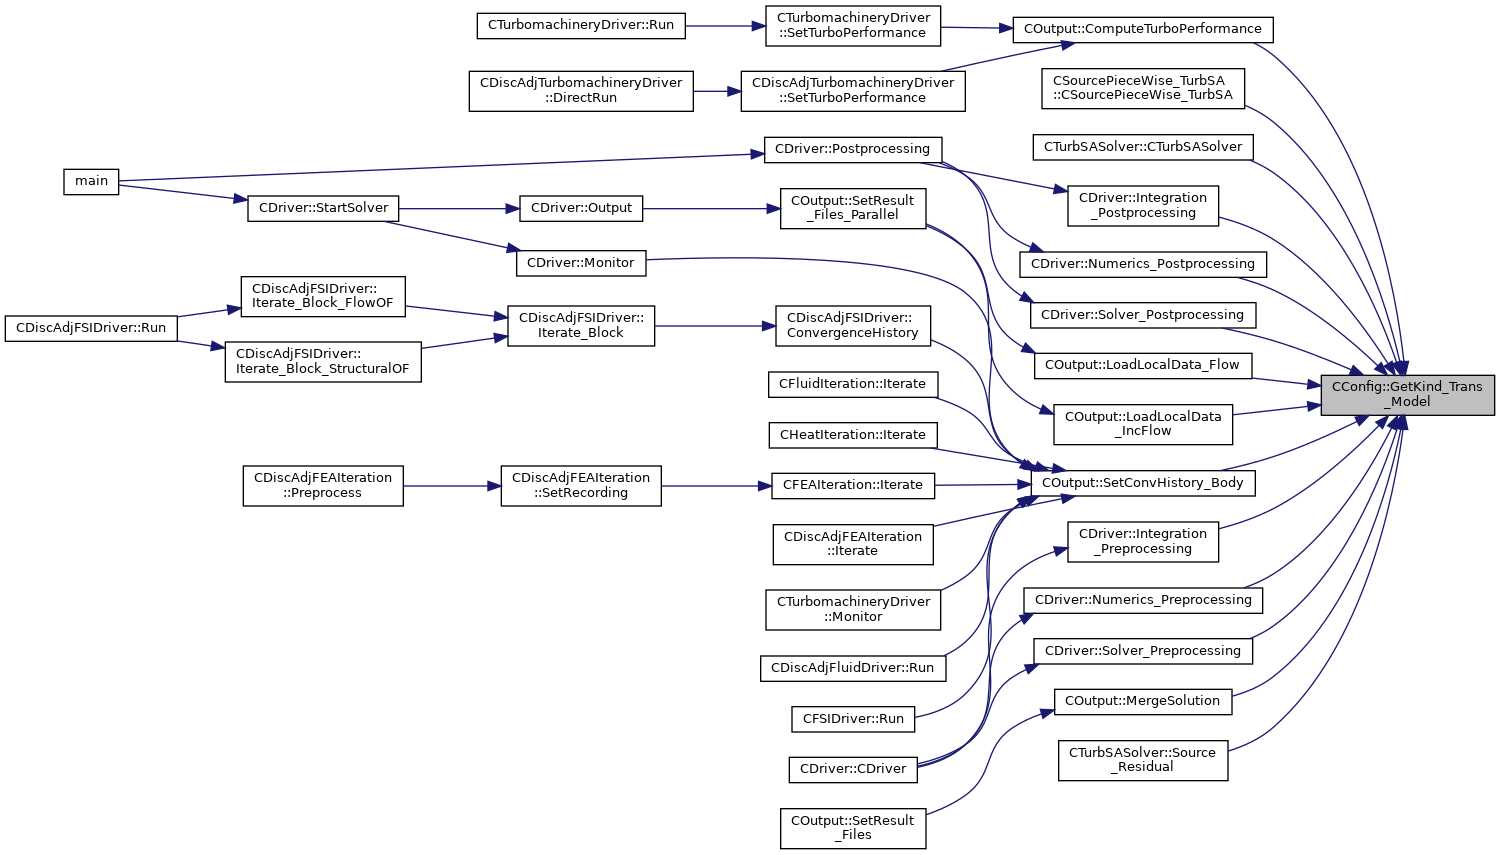 CTurbomachineryDriver::Run
CTurbomachineryDriver
::SetTurboPerformance
COutput::ComputeTurboPerformance
CDiscAdjTurbomachineryDriver
::DirectRun
CDiscAdjTurbomachineryDriver
::SetTurboPerformance
CSourcePieceWise_TurbSA
::CSourcePieceWise_TurbSA
CTurbSASolver::CTurbSASolver
CDriver::Postprocessing
main
CDriver::StartSolver
CDriver::Output
COutput::SetResult
_Files_Parallel
CDriver::Integration
_Postprocessing
CDriver::Monitor
CDriver::Numerics_Postprocessing
CDiscAdjFSIDriver::
Iterate_Block_FlowOF
CDriver::Solver_Postprocessing
CDiscAdjFSIDriver::Run
CDiscAdjFSIDriver::
Iterate_Block
CDiscAdjFSIDriver::
ConvergenceHistory
CDiscAdjFSIDriver::
Iterate_Block_StructuralOF
COutput::LoadLocalData_Flow
CFluidIteration::Iterate
CConfig::GetKind_Trans
_Model
COutput::LoadLocalData
_IncFlow
CHeatIteration::Iterate
CDiscAdjFEAIteration
::Preprocess
CDiscAdjFEAIteration
::SetRecording
CFEAIteration::Iterate
COutput::SetConvHistory_Body
CDiscAdjFEAIteration
::Iterate
CDriver::Integration
_Preprocessing
CTurbomachineryDriver
::Monitor
CDriver::Numerics_Preprocessing
CDiscAdjFluidDriver::Run
CDriver::Solver_Preprocessing
CFSIDriver::Run
COutput::MergeSolution
CDriver::CDriver
CTurbSASolver::Source
_Residual
COutput::SetResult
_Files